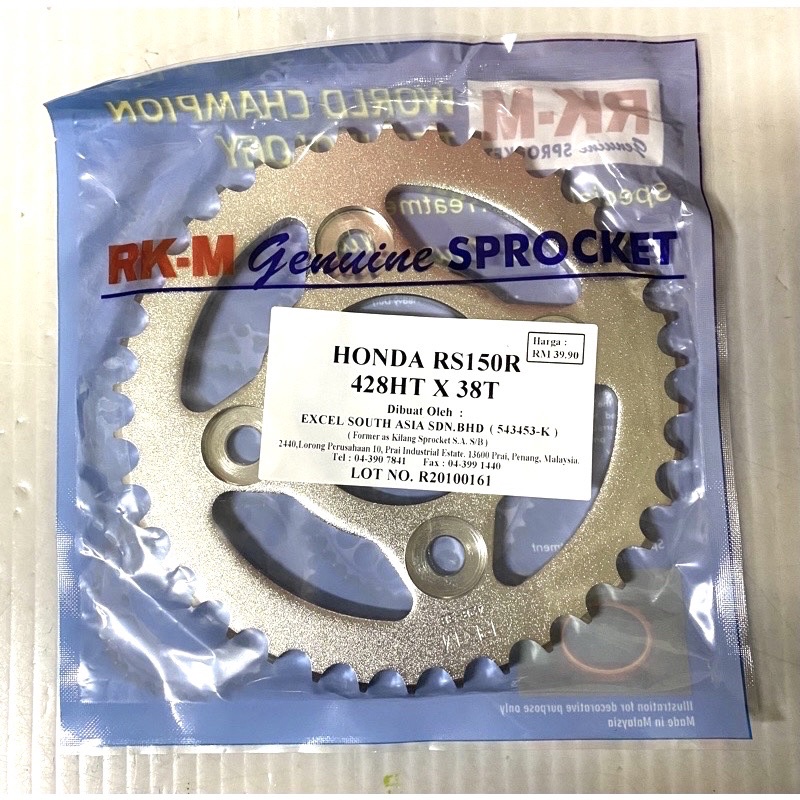 WORLD CHAMPION
RK-M
Genuine SPROCKET
RK-M Genuine SPROCKET
HONDA RS150R
428HT X 38T
Harga :
RM 39.90
Dibuat Oleh :
EXCEL SOUTH ASIA SDN.BHD ( 543453-K )
( Former as Kilang Sprocket S.A. S/B )
2440,Lorong Perusahaan 10, Prai Industrial Estate. 13600 Prai, Penang, Malaysia.
Tel : 04-390 7841 Fax : 04-399 1440
LOT NO. R20100161
Illustration for decorative purpose only
Made in Malaysia